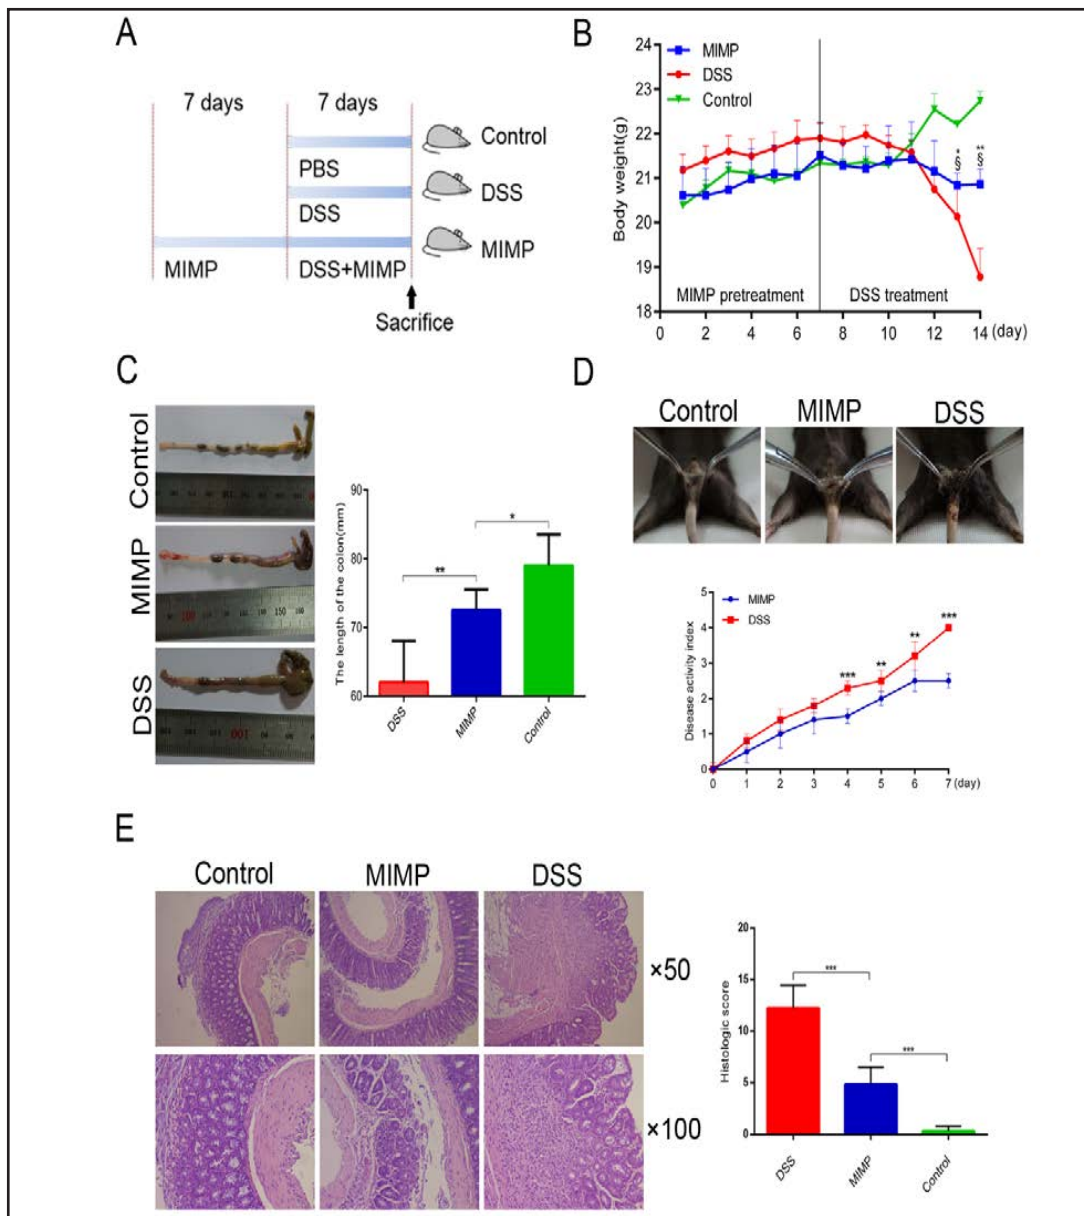 A
7 days
7 days
Control
PBS
DSS
DSS
MIMP
MIMP
DSS+MIMP
Sacrifice
B
MIMP
DSS
Control
Body weight(g)
24
23
22
21
20
19
18
* **
§ §
MIMP pretreatment
DSS treatment
0 2 4 6 8 10 12 14 (day)
C
Control
MIMP
DSS
100
150
100
The length of the colon(mm)
90
80
70
60
**
*
DSS
MIMP
Control
D
Control MIMP DSS
Disease activity index
5
4
3
2
1
0
MIMP
DSS
*** ** ** ***
0 1 2 3 4 5 6 7 (day)
E
Control MIMP DSS
×50
×100
Histologic score
20
15
10
5
0
***
***
DSS
MIMP
Control